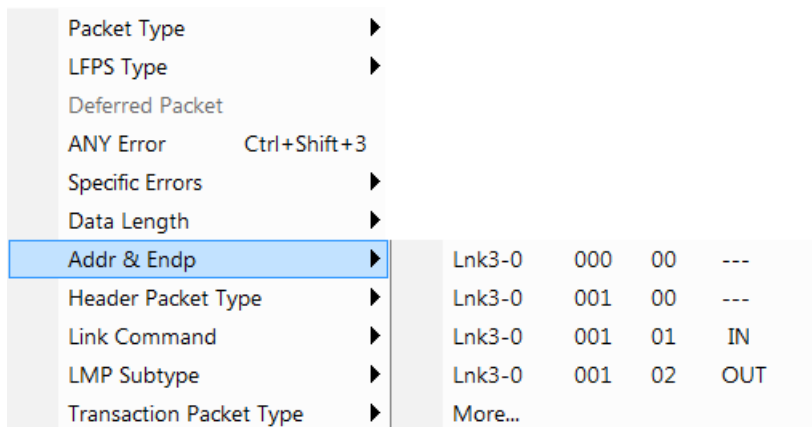 Packet Type
LFPS Type
Deferred Packet
ANY Error Ctrl+Shift+3
Specific Errors
Data Length
Addr & Endp
Header Packet Type
Link Command
LMP Subtype
Transaction Packet Type
Lnk3-0 000 00 ---
Lnk3-0 001 00 ---
Lnk3-0 001 01 IN
Lnk3-0 001 02 OUT
More...